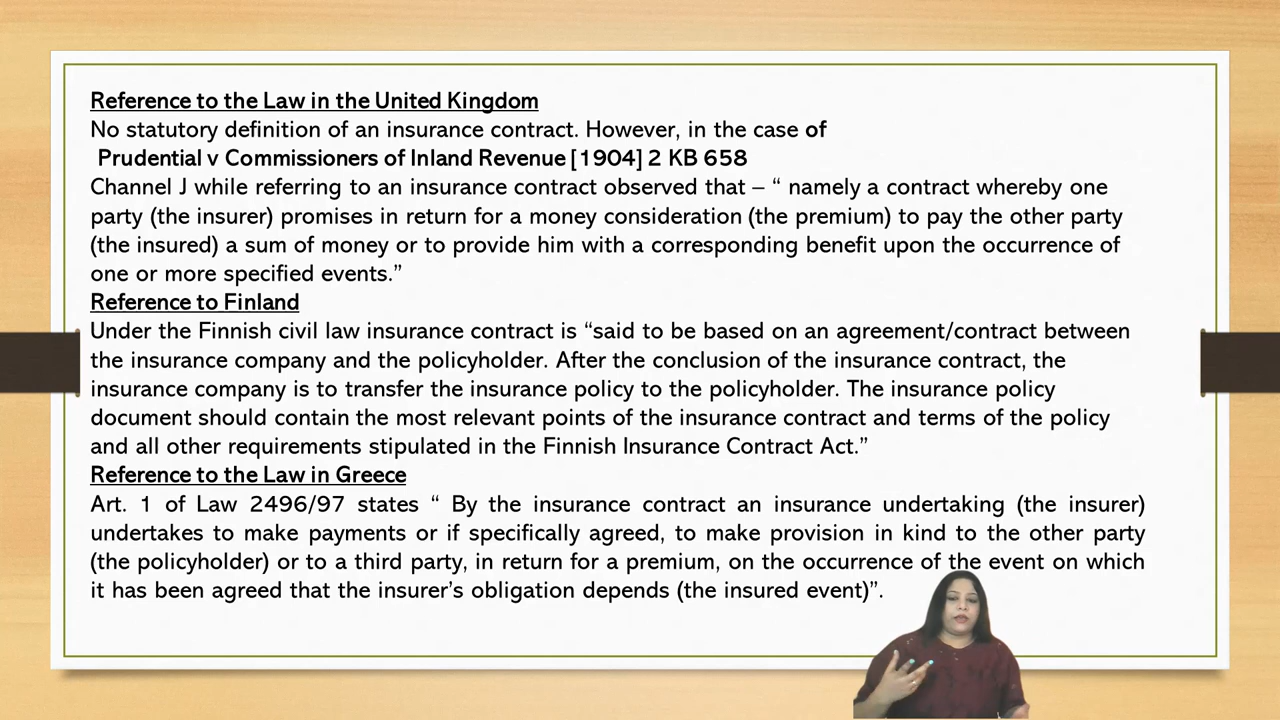 Reference to the Law in the United Kingdom
No statutory definition of an insurance contract. However, in the case of
Prudential v Commissioners of Inland Revenue [1904] 2 KB 658
Channel J while referring to an insurance contract observed that – “ namely a contract whereby one
party (the insurer) promises in return for a money consideration (the premium) to pay the other party
(the insured) a sum of money or to provide him with a corresponding benefit upon the occurrence of
one or more specified events.”
Reference to Finland
Under the Finnish civil law insurance contract is “said to be based on an agreement/contract between
the insurance company and the policyholder. After the conclusion of the insurance contract, the
insurance company is to transfer the insurance policy to the policyholder. The insurance policy
document should contain the most relevant points of the insurance contract and terms of the policy
and all other requirements stipulated in the Finnish Insurance Contract Act.”
Reference to the Law in Greece
Art. 1 of Law 2496/97 states “ By the insurance contract an insurance undertaking (the insurer)
undertakes to make payments or if specifically agreed, to make provision in kind to the other party
(the policyholder) or to a third party, in return for a premium, on the occurrence of the event on which
it has been agreed that the insurer’s obligation depends (the insured event)”.